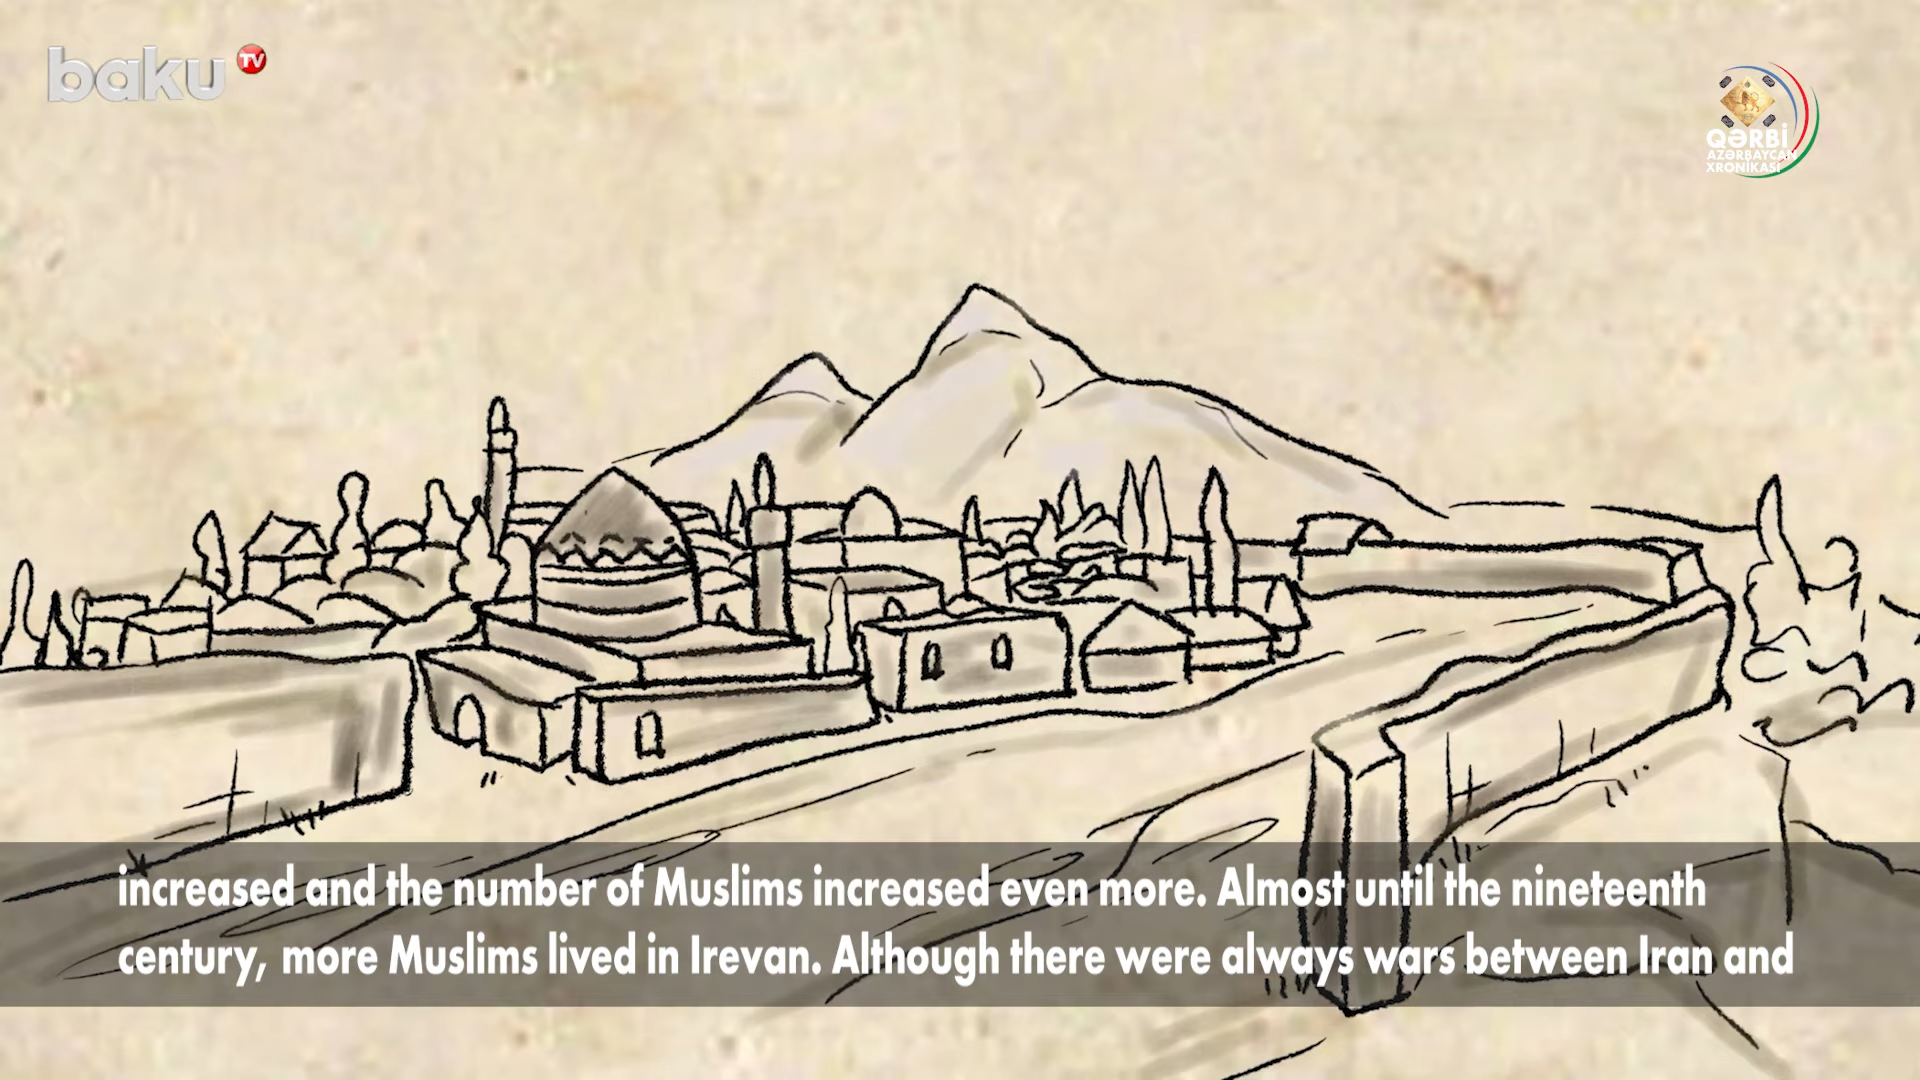 baku TV
QƏRBİ
AZƏRBAYCAN
XRONİKASI
increased and the number of Muslims increased even more. Almost until the nineteenth
century, more Muslims lived in Irevan. Although there were always wars between Iran and